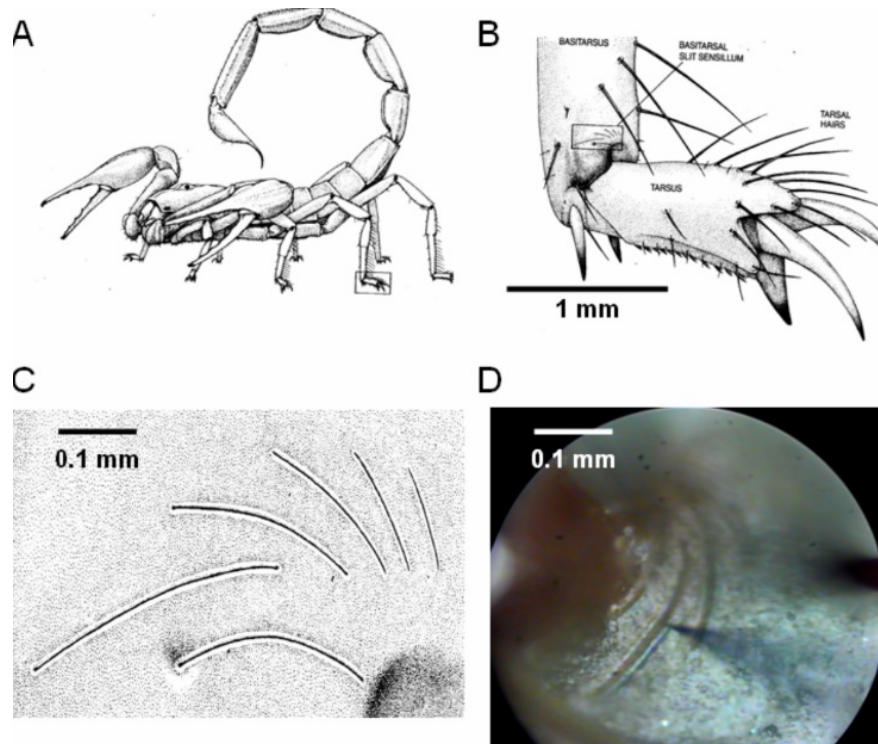 A
B
BASITARSUS
BASITARSAL
SLIT SENSILLUM
TARSAL
HAIRS
TARSUS
1 mm
C
D
0.1 mm
0.1 mm